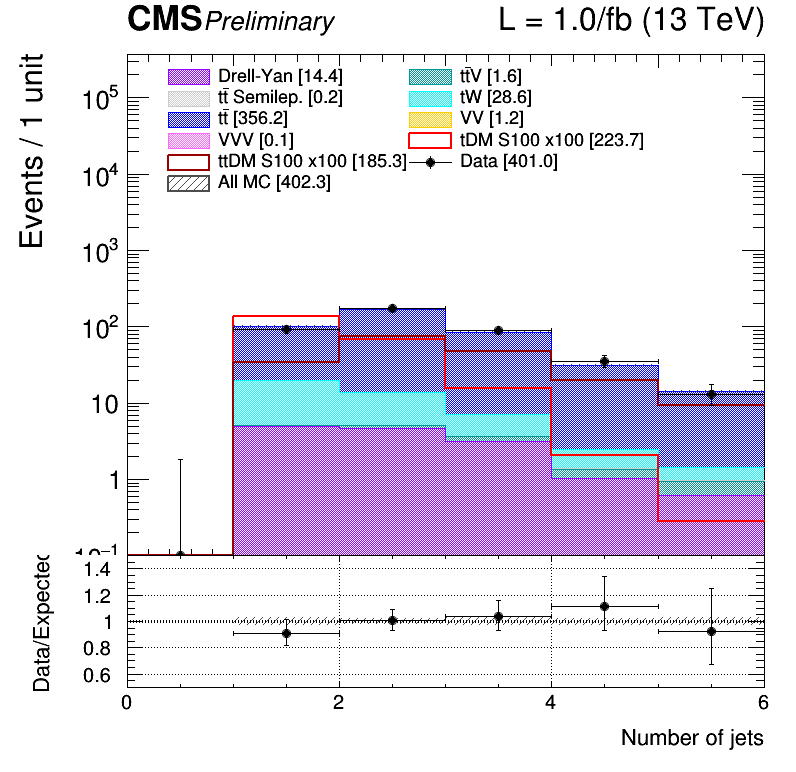 CMS Preliminary L = 1.0/fb (13 TeV)
Events / 1 unit
Drell-Yan [14.4] tt̄V [1.6]
tt̄ Semilep. [0.2] tW [28.6]
tt̄ [356.2] VV [1.2]
VVV [0.1] tDM S100 x100 [223.7]
ttDM S100 x100 [185.3] Data [401.0]
All MC [402.3]
10⁵
10⁴
10³
10²
10
1
10⁻¹
Data/Expected
1.4
1.2
1
0.8
0.6
0 2 4 6
Number of jets